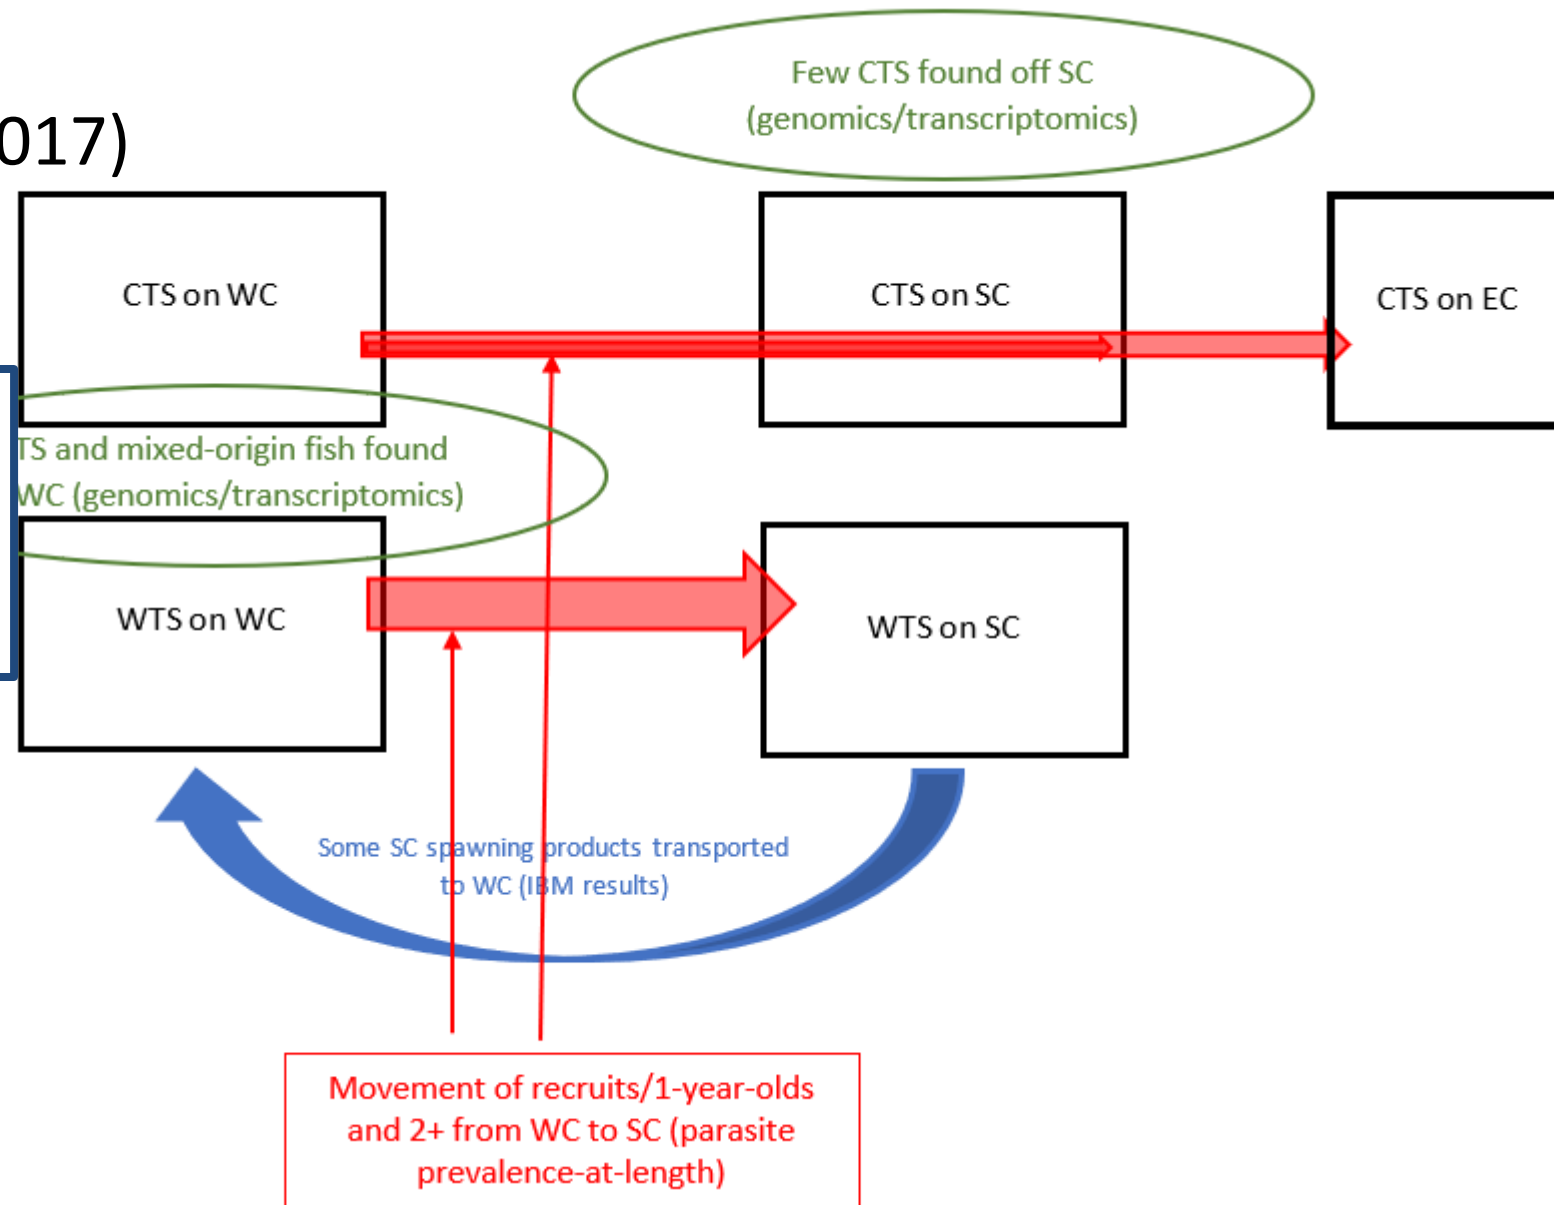 Few CTS found off SC
(genomics/transcriptomics)
017)
CTS on WC
CTS on SC
CTS on EC
TS and mixed-origin fish found
WC (genomics/transcriptomics)
WTS on WC
WTS on SC
Some SC spawning products transported
to WC (IBM results)
Movement of recruits/1-year-olds
and 2+ from WC to SC (parasite
prevalence-at-length)